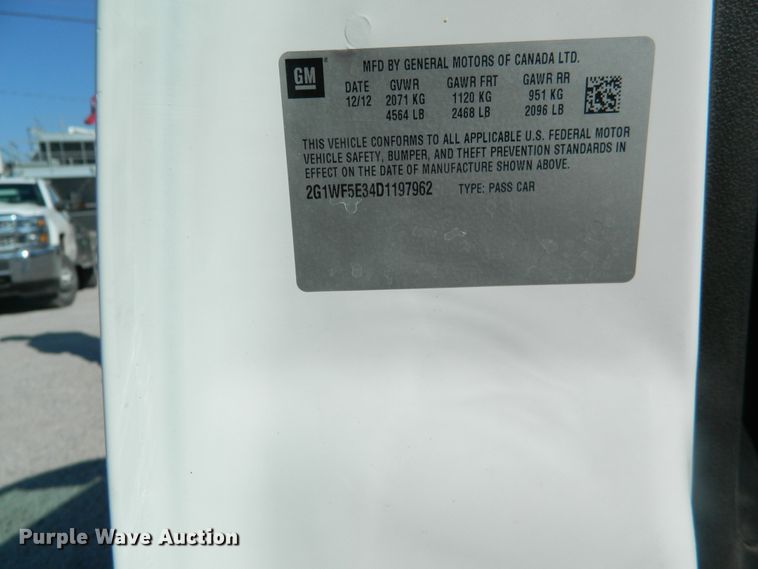 GM
MFD BY GENERAL MOTORS OF CANADA LTD.
DATE GVWR GAWR FRT GAWR RR
12/12 2071 KG 1120 KG 951 KG
4564 LB 2468 LB 2096 LB
THIS VEHICLE CONFORMS TO ALL APPLICABLE U.S. FEDERAL MOTOR
VEHICLE SAFETY, BUMPER, AND THEFT PREVENTION STANDARDS IN
EFFECT ON THE DATE OF MANUFACTURE SHOWN ABOVE.
2G1WF5E34D1197962 TYPE: PASS CAR
Purple Wave Auction